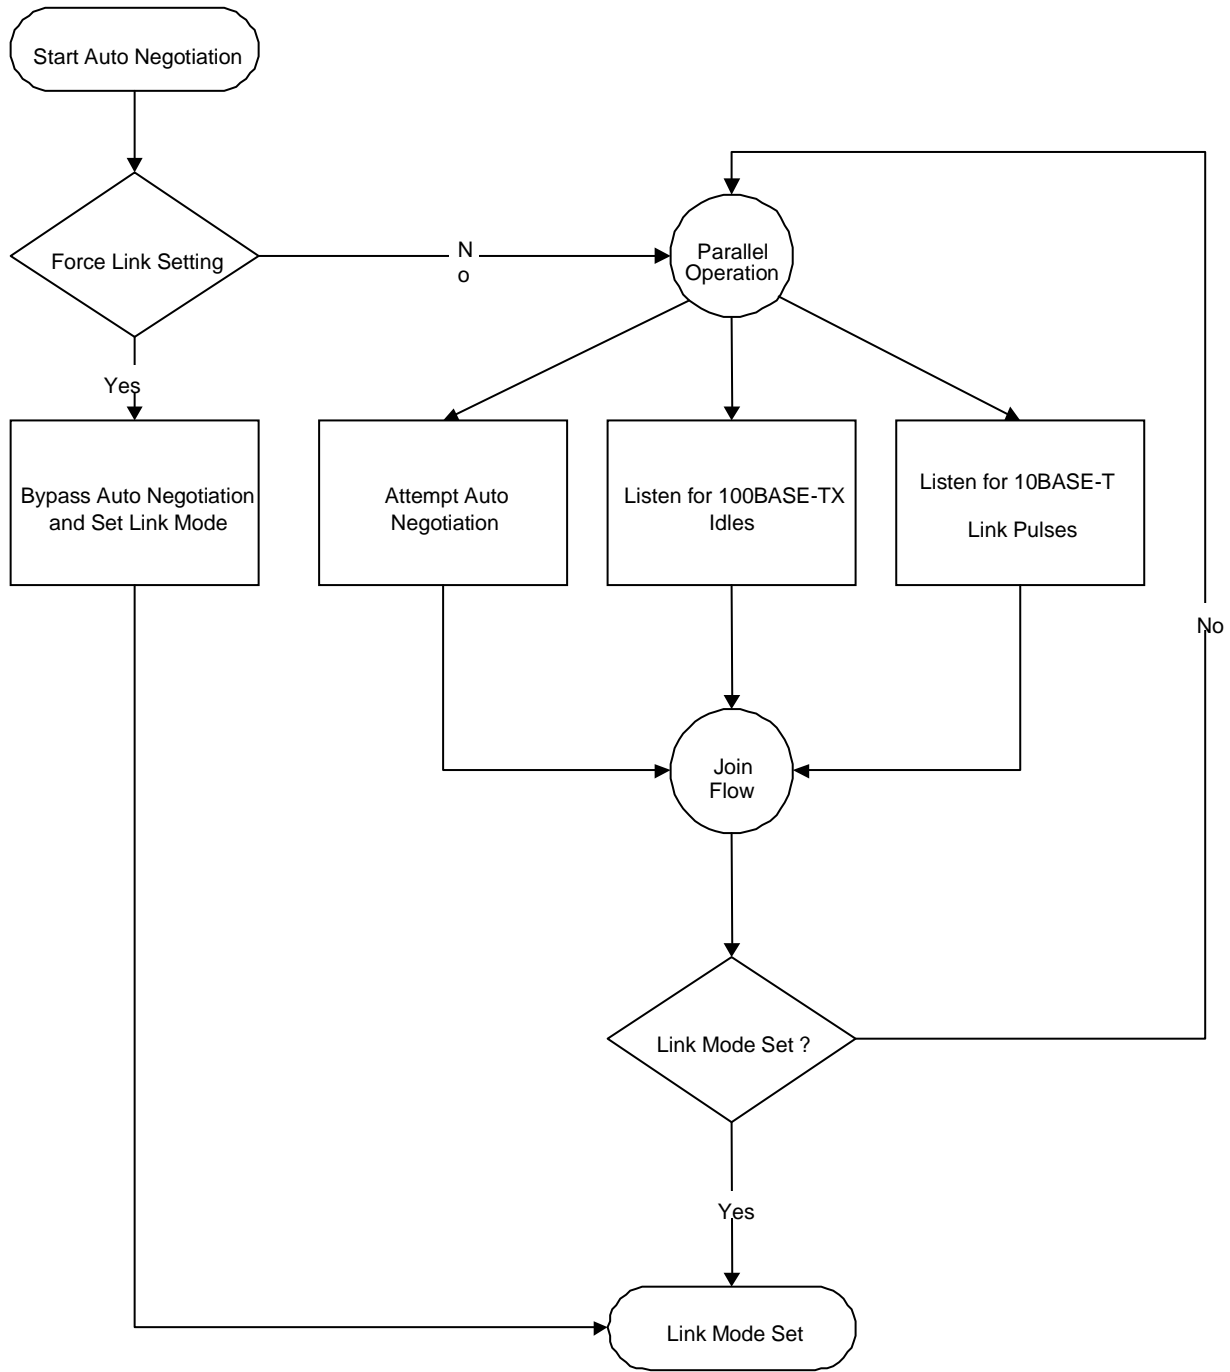 Start Auto Negotiation
Force Link Setting
N
o
Parallel
Operation
Yes
Bypass Auto Negotiation
and Set Link Mode
Attempt Auto
Negotiation
Listen for 100BASE-TX
Idles
Listen for 10BASE-T
Link Pulses
No
Join
Flow
Link Mode Set ?
Yes
Link Mode Set